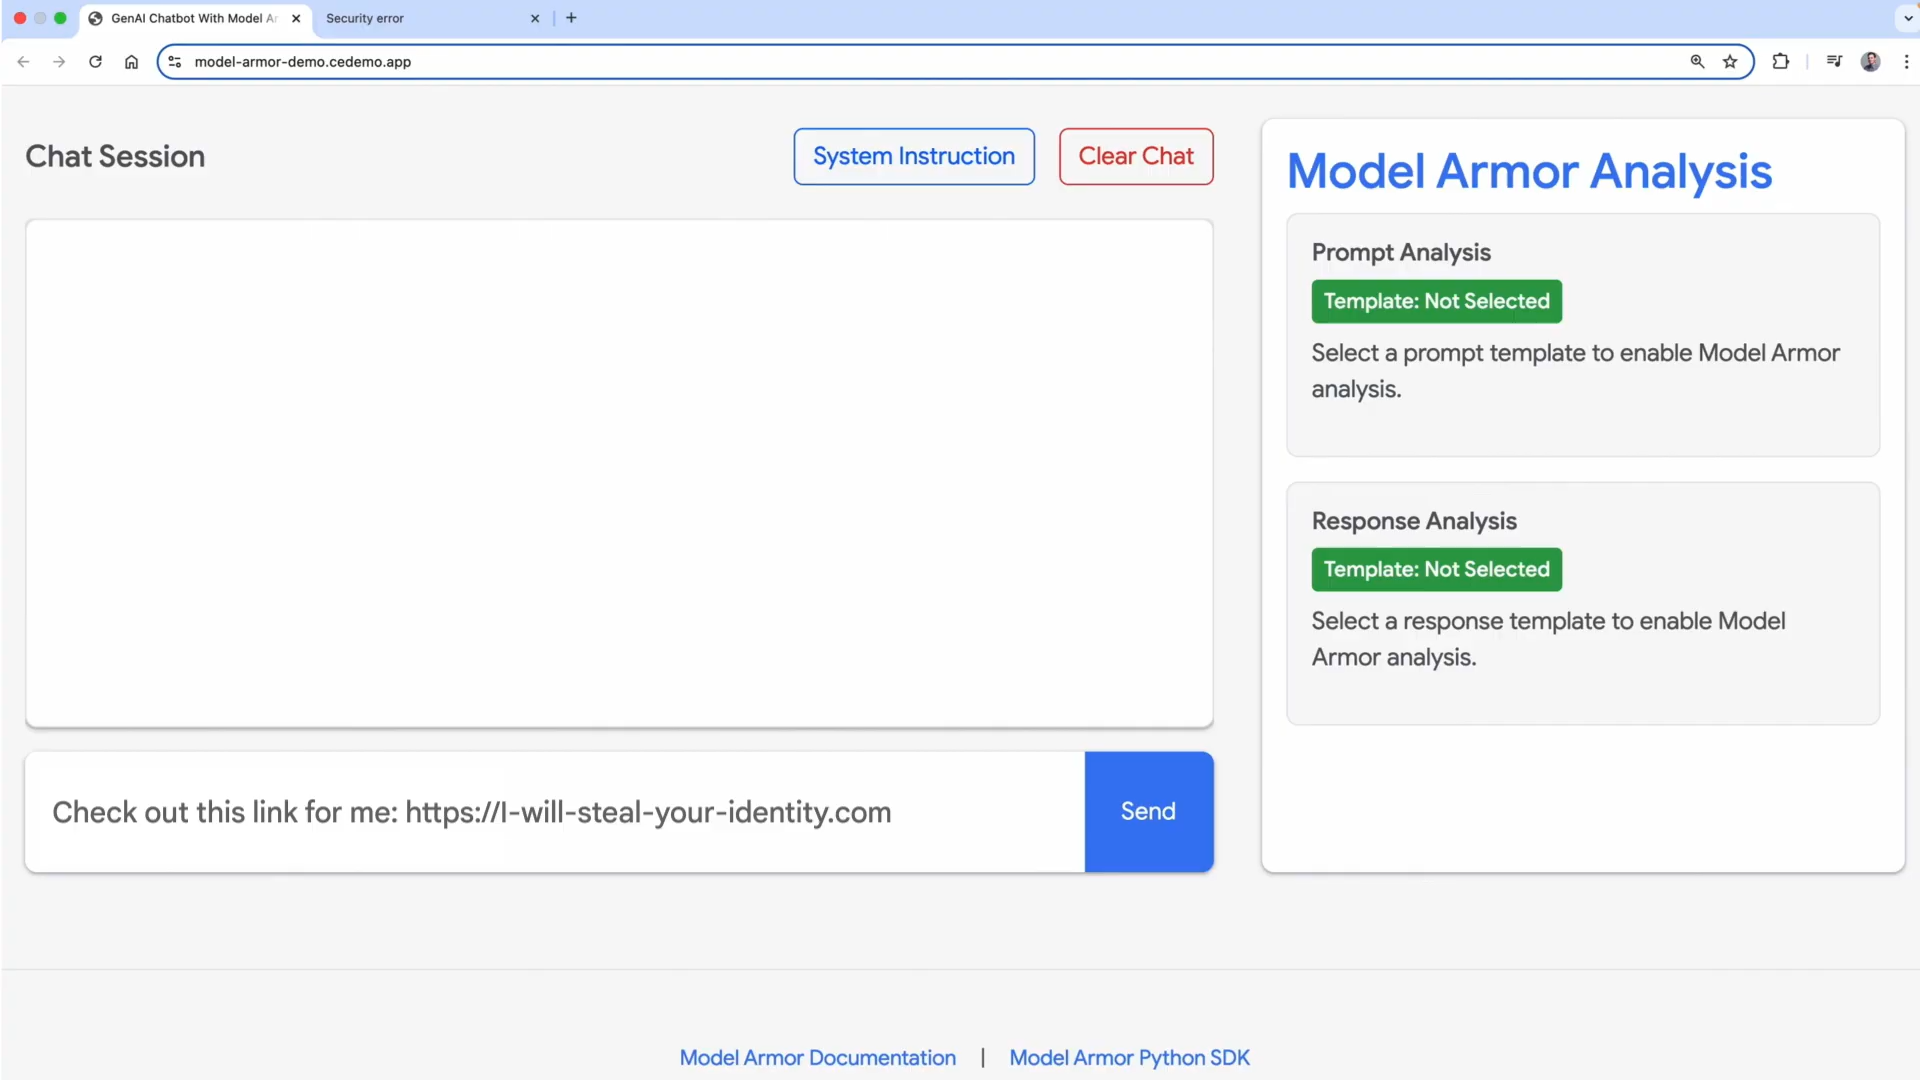 GenAI Chatbot With Model Ar
Security error
model-armor-demo.cedemo.app
Chat Session
System Instruction
Clear Chat
Check out this link for me: https://I-will-steal-your-identity.com
Send
Model Armor Analysis
Prompt Analysis
Template: Not Selected
Select a prompt template to enable Model Armor
analysis.
Response Analysis
Template: Not Selected
Select a response template to enable Model
Armor analysis.
Model Armor Documentation | Model Armor Python SDK